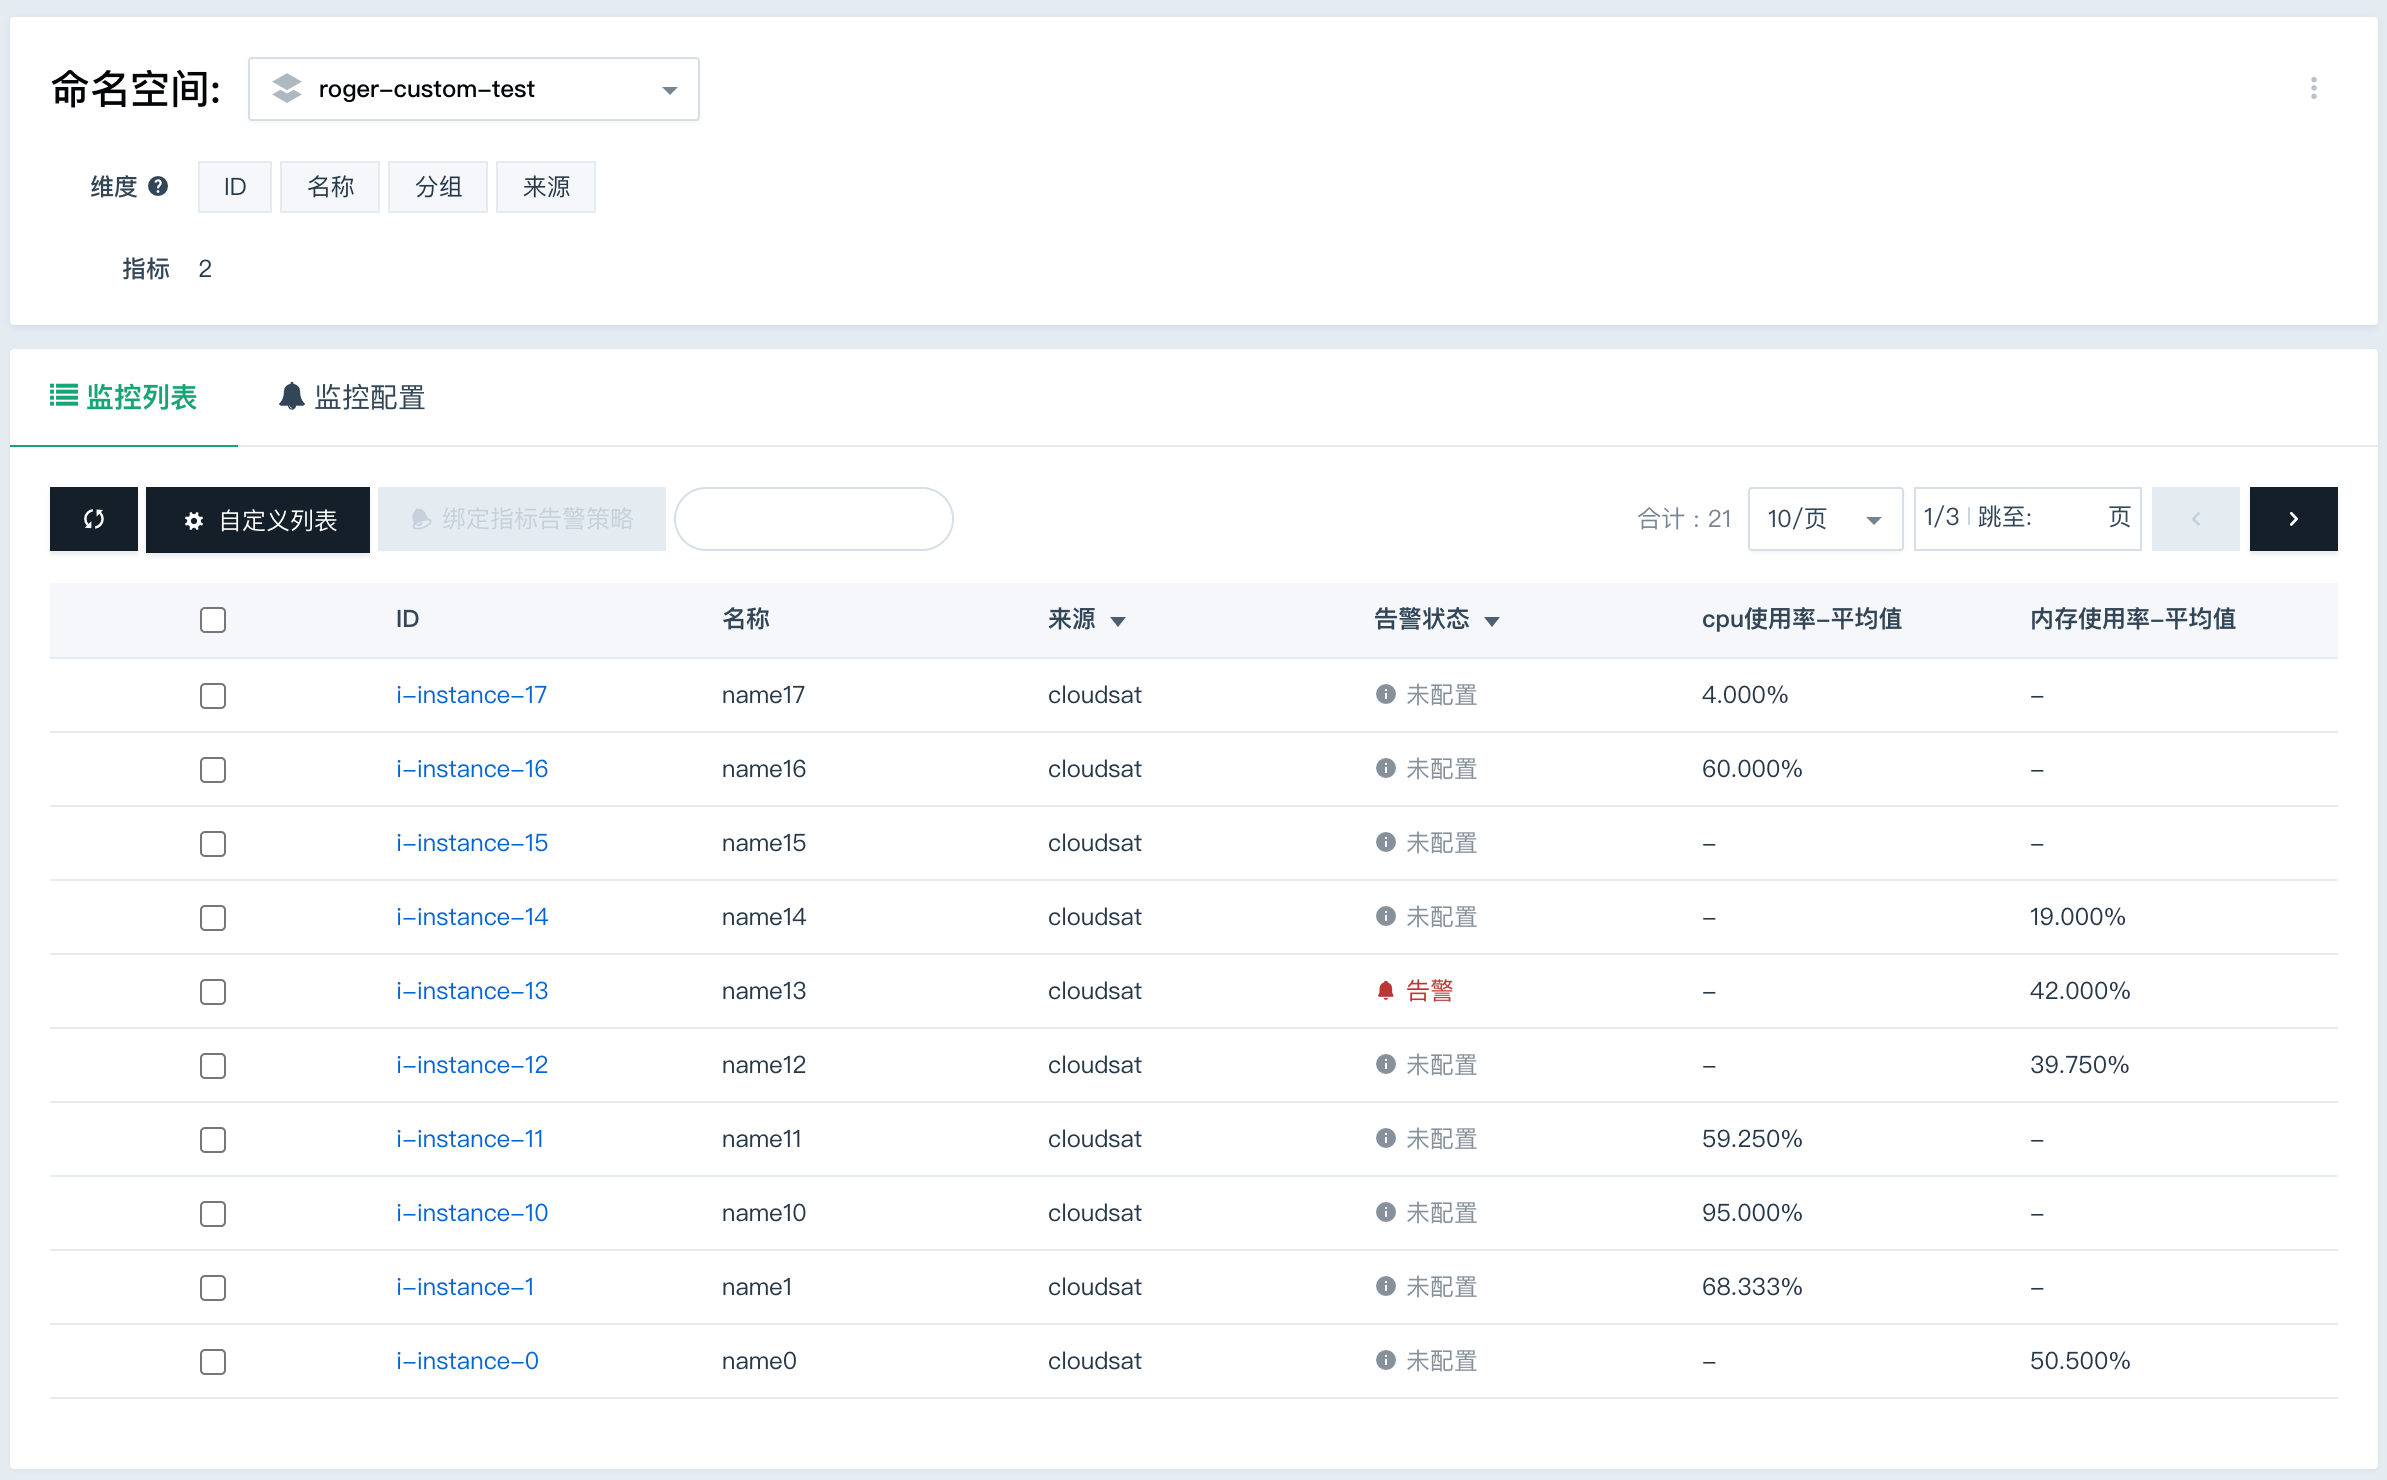 命名空间: roger-custom-test
维度 ID 名称 分组 来源
指标 2
监控列表 监控配置
自定义列表 绑定指标告警策略 合计：21 10/页 1/3 跳至: 页
ID 名称 来源 告警状态 cpu使用率-平均值 内存使用率-平均值
i-instance-17 name17 cloudsat 未配置 4.000% -
i-instance-16 name16 cloudsat 未配置 60.000% -
i-instance-15 name15 cloudsat 未配置 - -
i-instance-14 name14 cloudsat 未配置 - 19.000%
i-instance-13 name13 cloudsat 告警 - 42.000%
i-instance-12 name12 cloudsat 未配置 - 39.750%
i-instance-11 name11 cloudsat 未配置 59.250% -
i-instance-10 name10 cloudsat 未配置 95.000% -
i-instance-1 name1 cloudsat 未配置 68.333% -
i-instance-0 name0 cloudsat 未配置 - 50.500%